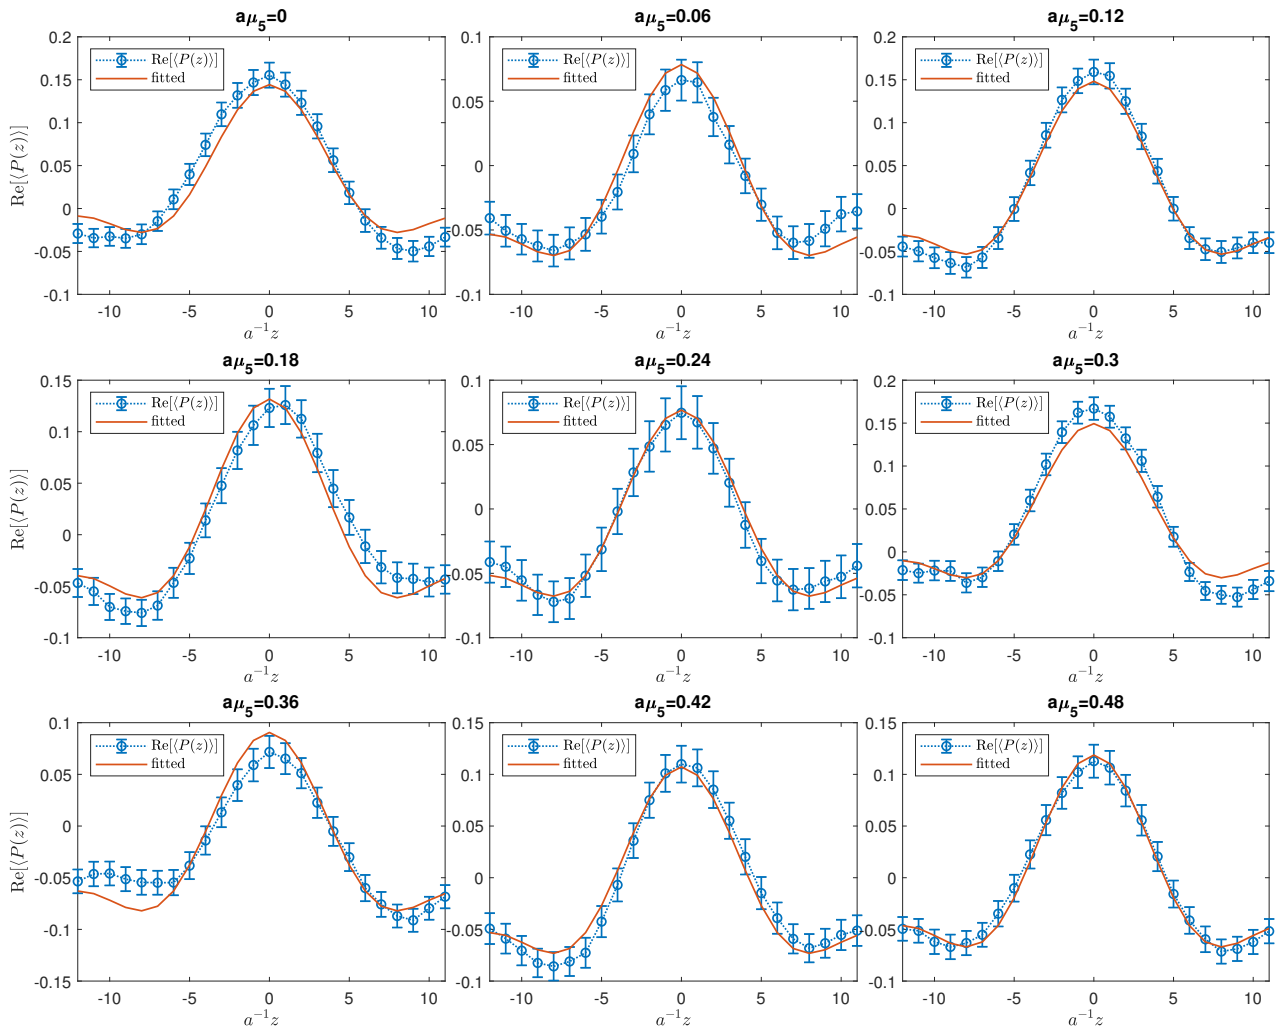 aμ5=0
0.2
0.15
0.1
0.05
0
-0.05
-0.1
Re[⟨P(z)⟩]
Re[⟨P(z)⟩]
fitted
-10 -5 0 5 10
a⁻¹z
aμ5=0.06
0.1
0.05
0
-0.05
-0.1
Re[⟨P(z)⟩]
fitted
-10 -5 0 5 10
a⁻¹z
aμ5=0.12
0.2
0.15
0.1
0.05
0
-0.05
-0.1
Re[⟨P(z)⟩]
fitted
-10 -5 0 5 10
a⁻¹z
aμ5=0.18
0.15
0.1
0.05
0
-0.05
-0.1
Re[⟨P(z)⟩]
Re[⟨P(z)⟩]
fitted
-10 -5 0 5 10
a⁻¹z
aμ5=0.24
0.1
0.05
0
-0.05
-0.1
Re[⟨P(z)⟩]
fitted
-10 -5 0 5 10
a⁻¹z
aμ5=0.3
0.2
0.15
0.1
0.05
0
-0.05
-0.1
Re[⟨P(z)⟩]
fitted
-10 -5 0 5 10
a⁻¹z
aμ5=0.36
0.1
0.05
0
-0.05
-0.1
-0.15
Re[⟨P(z)⟩]
Re[⟨P(z)⟩]
fitted
-10 -5 0 5 10
a⁻¹z
aμ5=0.42
0.15
0.1
0.05
0
-0.05
-0.1
Re[⟨P(z)⟩]
fitted
-10 -5 0 5 10
a⁻¹z
aμ5=0.48
0.15
0.1
0.05
0
-0.05
-0.1
Re[⟨P(z)⟩]
fitted
-10 -5 0 5 10
a⁻¹z